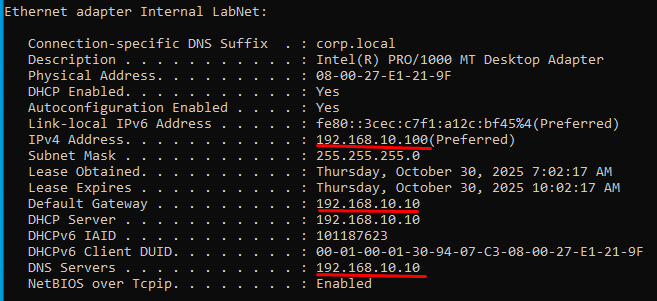 Ethernet adapter Internal LabNet:
Connection-specific DNS Suffix  . : corp.local
Description . . . . . . . . . . . : Intel(R) PRO/1000 MT Desktop Adapter
Physical Address. . . . . . . . . : 08-00-27-E1-21-9F
DHCP Enabled. . . . . . . . . . . : Yes
Autoconfiguration Enabled . . . . : Yes
Link-local IPv6 Address . . . . . : fe80::3cec:c7f1:a12c:bf45%4(Preferred)
IPv4 Address. . . . . . . . . . . : 192.168.10.100(Preferred)
Subnet Mask . . . . . . . . . . . : 255.255.255.0
Lease Obtained. . . . . . . . . . : Thursday, October 30, 2025 7:02:17 AM
Lease Expires . . . . . . . . . . : Thursday, October 30, 2025 10:02:17 AM
Default Gateway . . . . . . . . . : 192.168.10.10
DHCP Server . . . . . . . . . . . : 192.168.10.10
DHCPv6 IAID . . . . . . . . . . . : 101187623
DHCPv6 Client DUID. . . . . . . . : 00-01-00-01-30-94-07-C3-08-00-27-E1-21-9F
DNS Servers . . . . . . . . . . . : 192.168.10.10
NetBIOS over Tcpip. . . . . . . . : Enabled